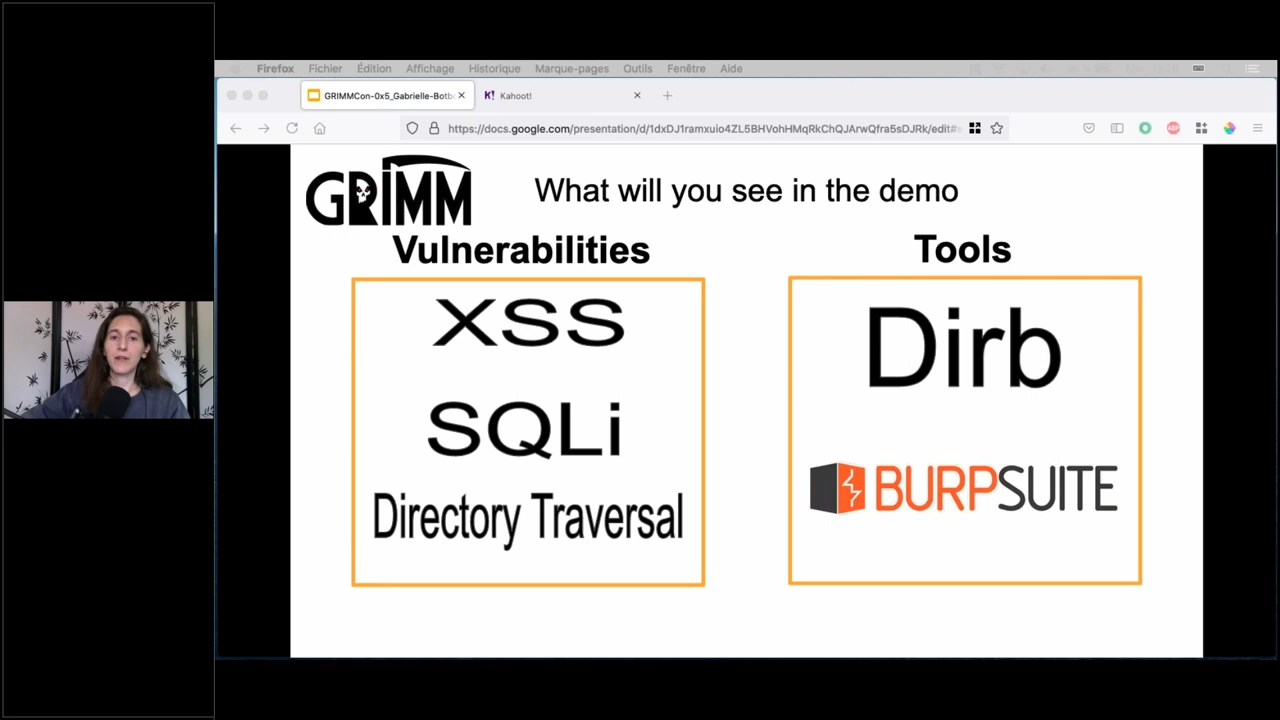 Firefox Fichier Édition Affichage Historique Marque-pages Outils Fenêtre Aide
GRIMMCon-0x5_Gabrielle-Botb
Kahoot!
https://docs.google.com/presentation/d/1dxDJ1ramxuio4ZL5BHVohHMqRkChQJArwQfra5sDJRk/edit#
GRIMM
What will you see in the demo
Vulnerabilities
XSS
SQLi
Directory Traversal
Tools
Dirb
BURPSUITE